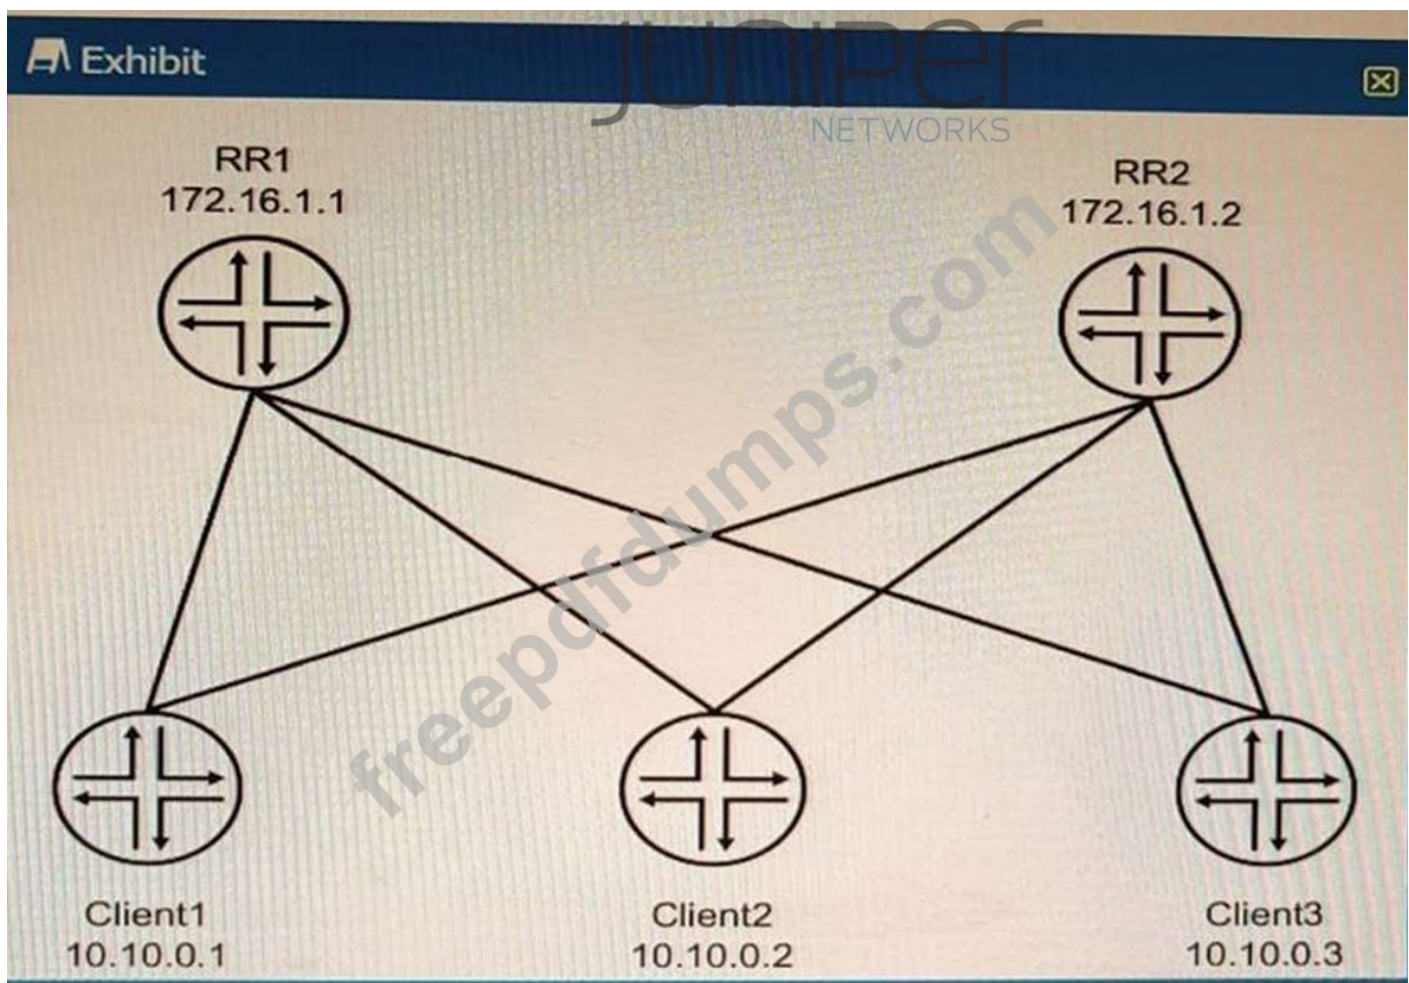 Exhibit
juniper
NETWORKS
RR1
172.16.1.1
RR2
172.16.1.2
freepdfdumps.com
Client1
10.10.0.1
Client2
10.10.0.2
Client3
10.10.0.3